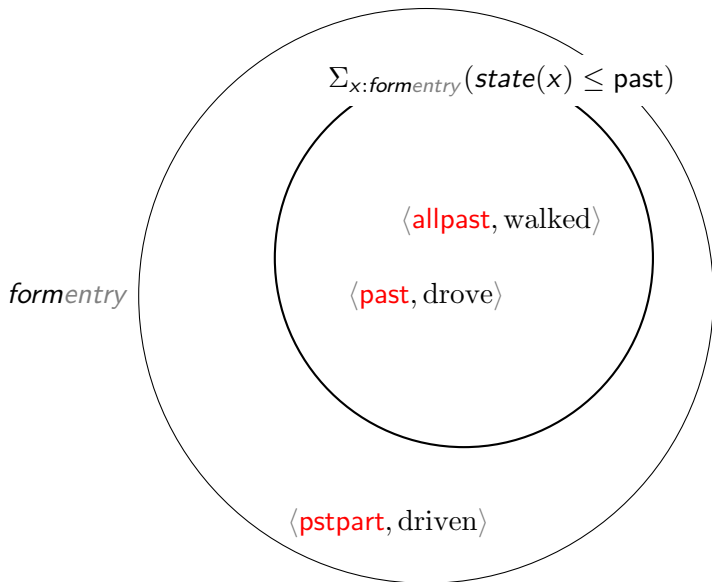 Σx:formentry(state(x) ≤ past)
⟨allpast, walked⟩
formentry
⟨past, drove⟩
⟨pstpart, driven⟩